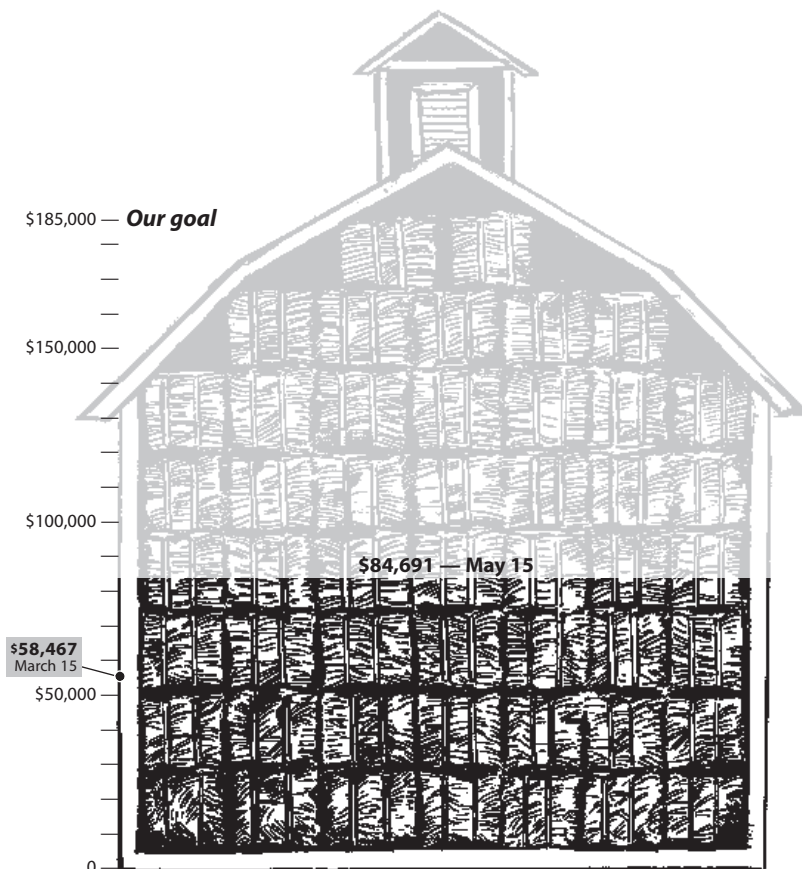 $185,000 — Our goal
$150,000
$100,000
$84,691 — May 15
$58,467
March 15
$50,000
0